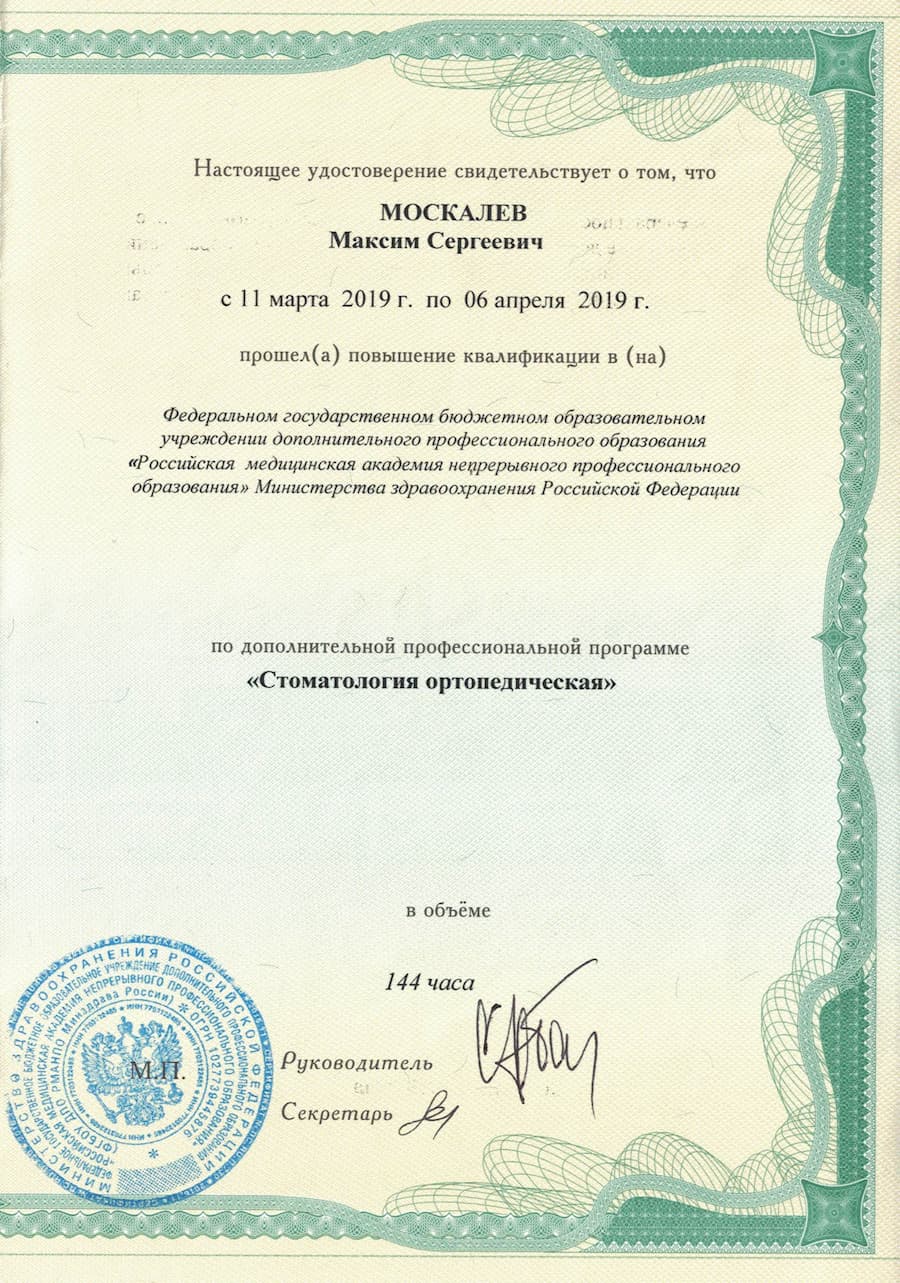 Настоящее удостоверение свидетельствует о том, что
МОСКАЛЕВ
Максим Сергеевич
с 11 марта 2019 г. по 06 апреля 2019 г.
прошел(а) повышение квалификации в (на)
Федеральном государственном бюджетном образовательном
учреждении дополнительного профессионального образования
«Российская медицинская академия непрерывного профессионального
образования» Министерства здравоохранения Российской Федерации
по дополнительной профессиональной программе
«Стоматология ортопедическая»
в объёме
144 часа
Руководитель
Секретарь
М.П.
МИНИСТЕРСТВО ЗДРАВООХРАНЕНИЯ РОССИЙСКОЙ ФЕДЕРАЦИИ
ФЕДЕРАЛЬНОЕ ГОСУДАРСТВЕННОЕ БЮДЖЕТНОЕ ОБРАЗОВАТЕЛЬНОЕ УЧРЕЖДЕНИЕ ДОПОЛНИТЕЛЬНОГО ПРОФЕССИОНАЛЬНОГО ОБРАЗОВАНИЯ
"РОССИЙСКАЯ МЕДИЦИНСКАЯ АКАДЕМИЯ НЕПРЕРЫВНОГО ПРОФЕССИОНАЛЬНОГО ОБРАЗОВАНИЯ"
(ФГБОУ ДПО РМАНПО Минздрава России) * ОГРН 1027739445876 *